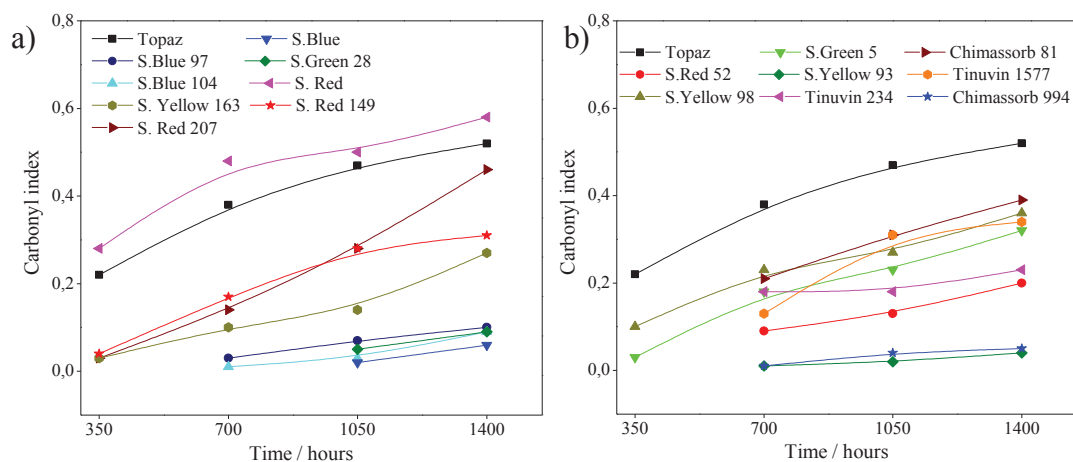 a)
0,8
0,6
0,4
0,2
0,0
Carbonyl index
Topaz
S.Blue 97
S.Blue 104
S. Yellow 163
S. Red 207
S.Blue
S.Green 28
S. Red
S. Red 149
350
700
1050
1400
Time / hours
b)
0,8
0,6
0,4
0,2
0,0
Carbonyl index
Topaz
S.Red 52
S.Yellow 98
S.Green 5
S.Yellow 93
Tinuvin 234
Chimassorb 81
Tinuvin 1577
Chimassorb 994
350
700
1050
1400
Time / hours